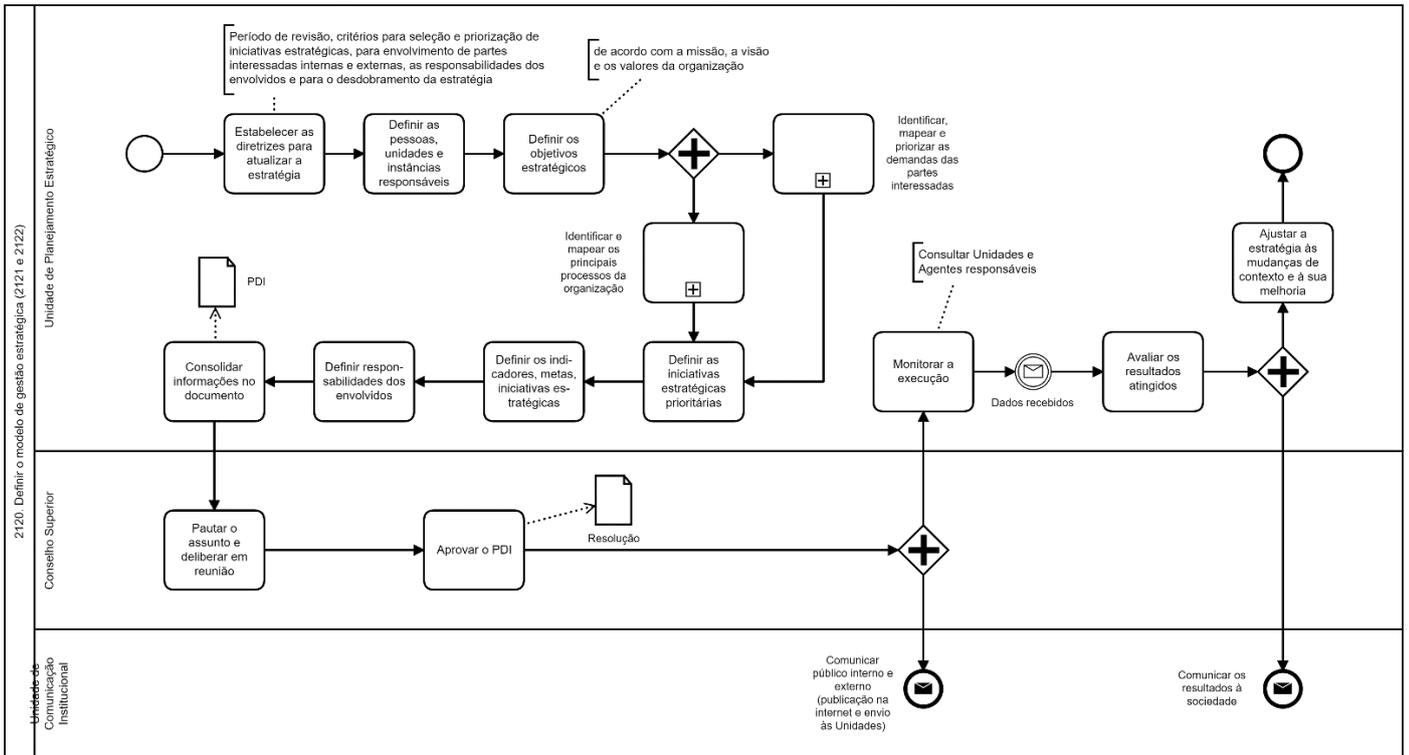 2120. Definir o modelo de gestão estratégica (2121 e 2122)
Unidade de Planejamento Estratégico
Período de revisão, critérios para seleção e priorização de
iniciativas estratégicas, para envolvimento de partes
interessadas internas e externas, as responsabilidades dos
envolvidos e para o desdobramento da estratégia
de acordo com a missão, a visão
e os valores da organização
Estabelecer as
diretrizes para
atualizar a
estratégia
Definir as
pessoas,
unidades e
instâncias
responsáveis
Definir os
objetivos
estratégicos
Identificar,
mapear e
priorizar as
demandas das
partes
interessadas
Identificar e
mapear os
principais
processos da
organização
PDI
Consultar Unidades e
Agentes responsáveis
Ajustar a
estratégia às
mudanças de
contexto e à sua
melhoria
Consolidar
informações no
documento
Definir respon-
sabilidades dos
envolvidos
Definir os indi-
cadores, metas,
iniciativas es-
tratégicas
Definir as
iniciativas
estratégicas
prioritárias
Monitorar a
execução
Dados recebidos
Avaliar os
resultados
atingidos
Conselho Superior
Pautar o
assunto e
deliberar em
reunião
Aprovar o PDI
Resolução
Unidade de
Comunicação
Institucional
Comunicar
público interno e
externo
(publicação na
internet e envio
às Unidades)
Comunicar os
resultados à
sociedade